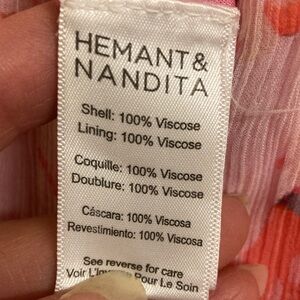 HEMANT &
NANDITA
Shell: 100% Viscose
Lining: 100% Viscose
Coquille: 100% Viscose
Doublure: 100% Viscose
Cáscara: 100% Viscosa
Revestimiento: 100% Viscosa
See reverse for care
Voir Pour Le Soin